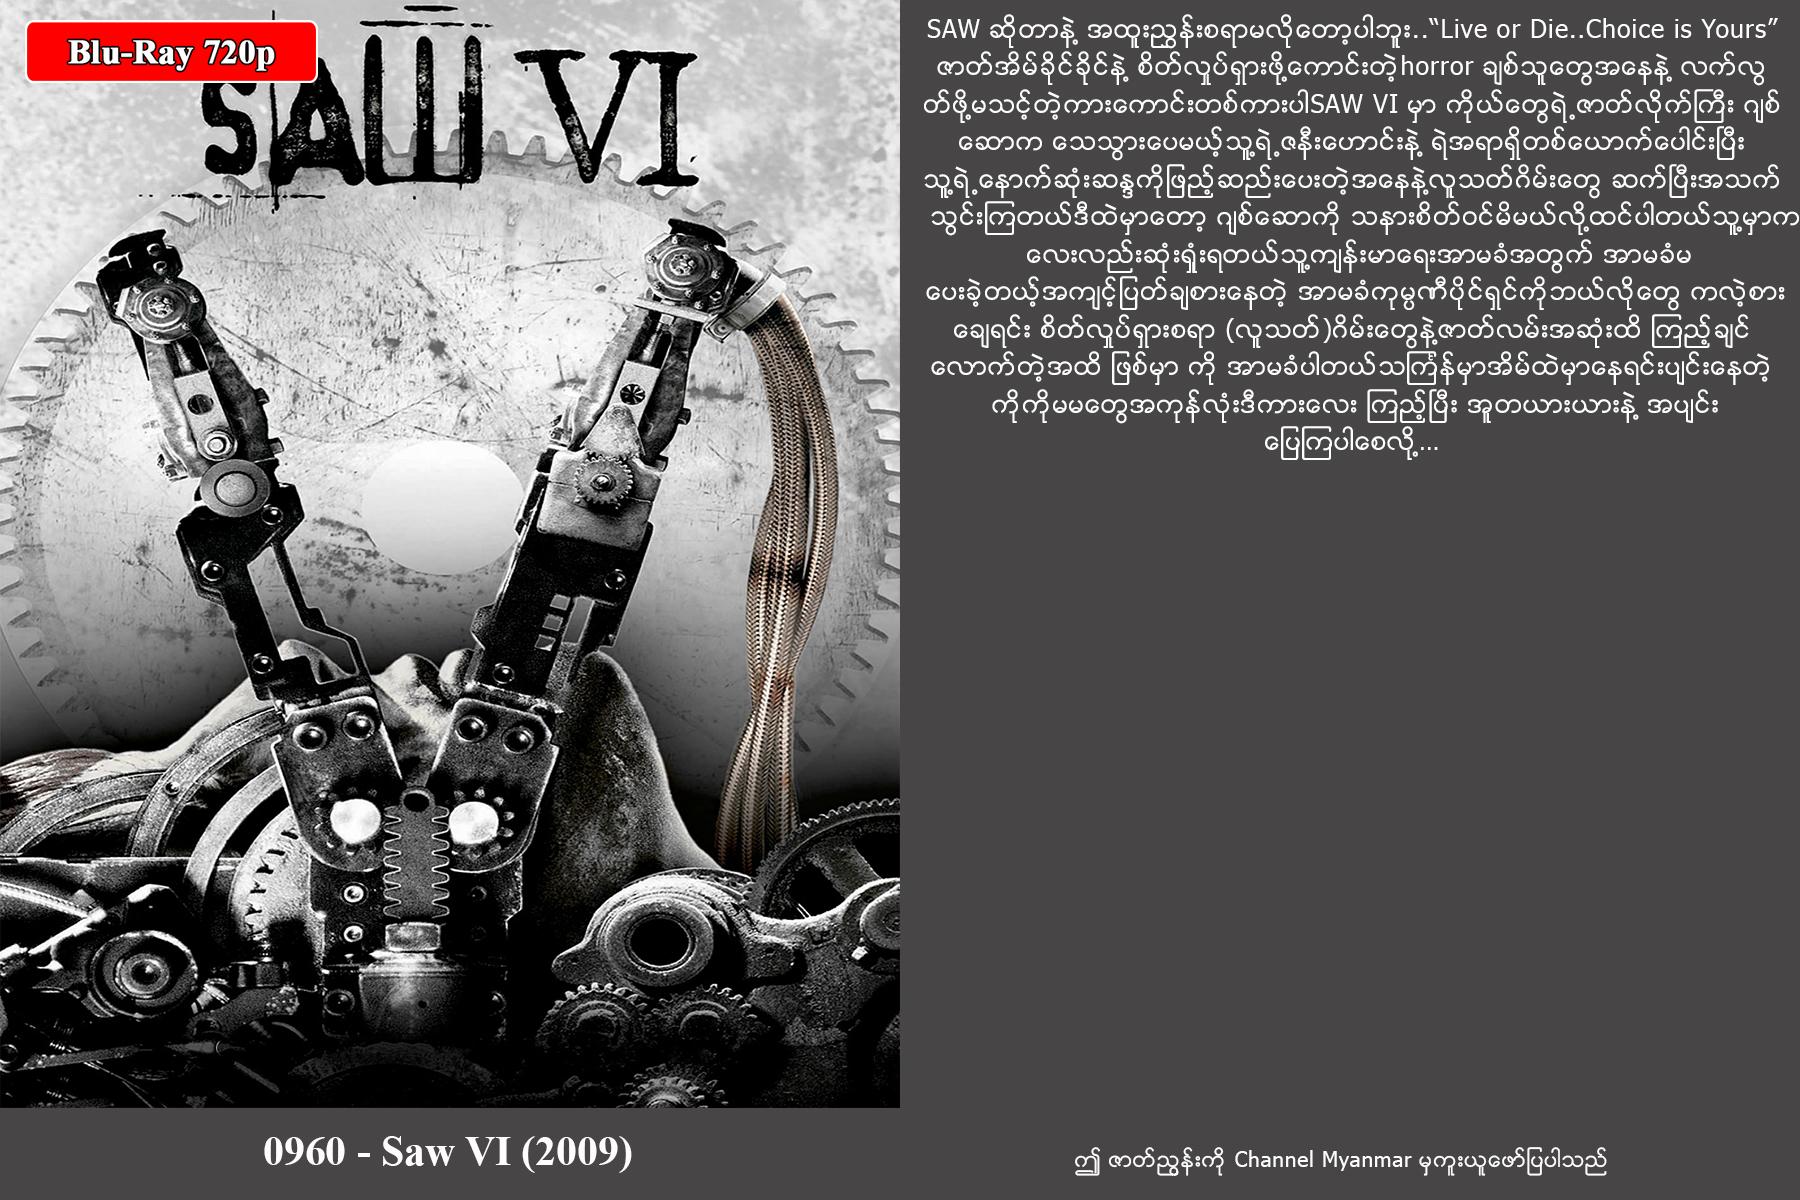 Blu-Ray 720p
SAW VI
0960 - Saw VI (2009)
SAW ဆိုတာနဲ့ အထူးညွှန်းစရာမလိုတော့ပါဘူး..“Live or Die..Choice is Yours”
ဇာတ်အိမ်ခိုင်ခိုင်နဲ့ စိတ်လှုပ်ရှားဖို့ကောင်းတဲ့horror ချစ်သူတွေအနေနဲ့ လက်လွ
တ်ဖို့မသင့်တဲ့ကားကောင်းတစ်ကားပါSAW VI မှာ ကိုယ်တွေရဲ့ဇာတ်လိုက်ကြီး ဂျစ်
ဆောက သေသွားပေမယ့်သူ့ရဲ့ဇနီးဟောင်းနဲ့ ရဲအရာရှိတစ်ယောက်ပေါင်းပြီး
သူ့ရဲ့နောက်ဆုံးဆန္ဒကိုဖြည့်ဆည်းပေးတဲ့အနေနဲ့လူသတ်ဂိမ်းတွေ ဆက်ပြီးအသက်
သွင်းကြတယ်ဒီထဲမှာတော့ ဂျစ်ဆောကို သနားစိတ်ဝင်မိမယ်လို့ထင်ပါတယ်သူ့မှာက
လေးလည်းဆုံးရှုံးရတယ်သူ့ကျန်းမာရေးအာမခံအတွက် အာမခံမ
ပေးခဲ့တယ့်အကျင့်ပြတ်ချစားနေတဲ့ အာမခံကုမ္ပဏီပိုင်ရှင်ကိုဘယ်လိုတွေ ကလဲ့စား
ချေရင်း စိတ်လှုပ်ရှားစရာ (လူသတ်)ဂိမ်းတွေနဲ့ဇာတ်လမ်းအဆုံးထိ ကြည့်ချင်
လောက်တဲ့အထိ ဖြစ်မှာ ကို အာမခံပါတယ်သင်္ကြန်မှာအိမ်ထဲမှာနေရင်းပျင်းနေတဲ့
ကိုကိုမမတွေအကုန်လုံးဒီကားလေး ကြည့်ပြီး အူတယားယားနဲ့ အပျင်း
ပြေကြပါစေလို့...
ဤ ဇာတ်ညွှန်းကို Channel Myanmar မှကူးယူဖော်ပြပါသည်